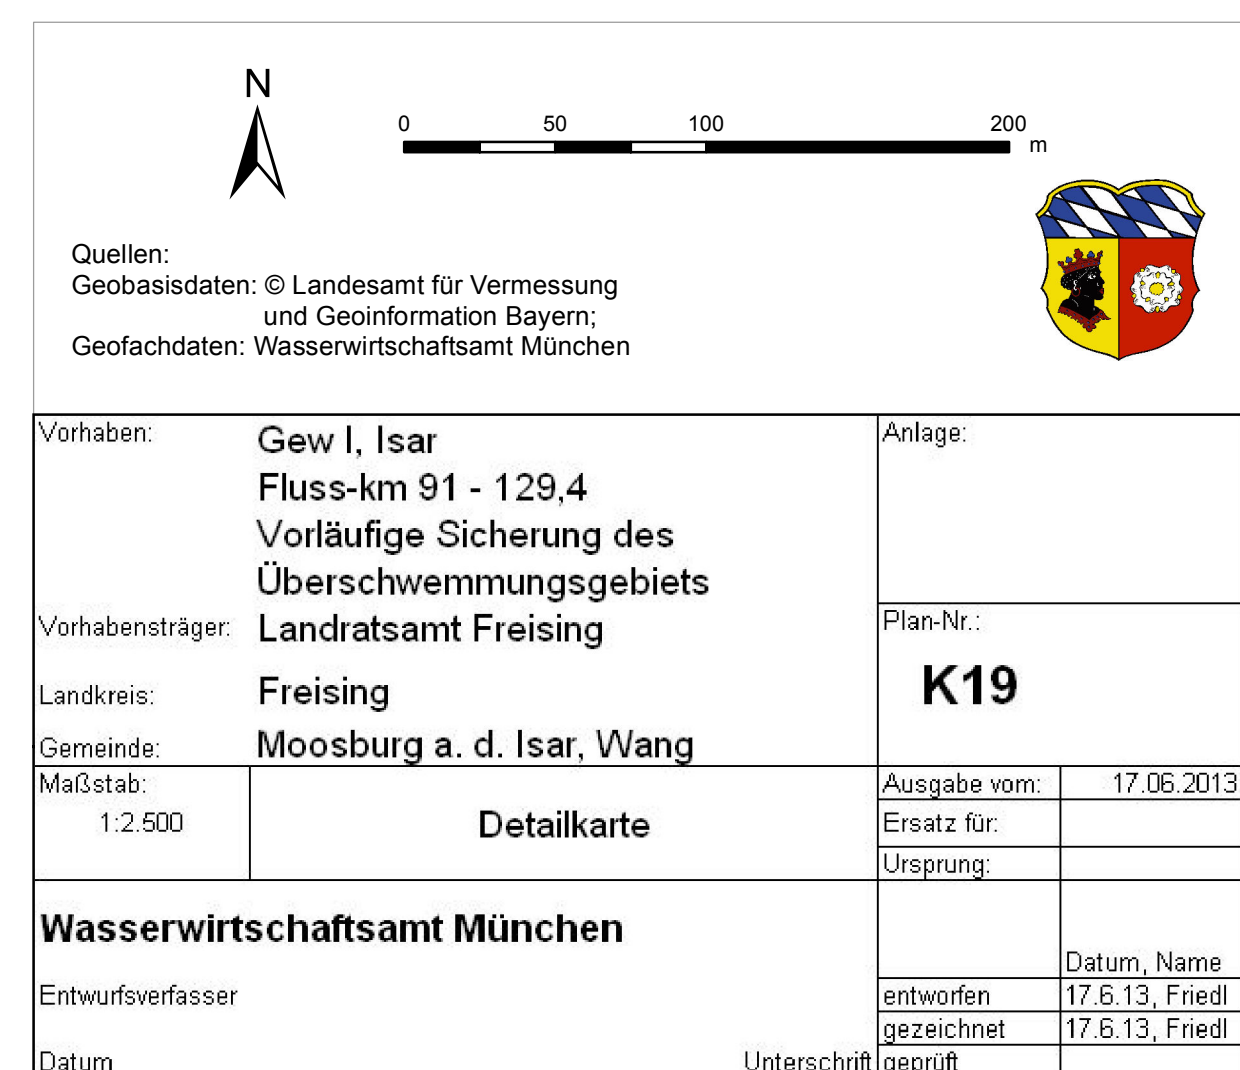 N
0 50 100 200
m
Quellen:
Geobasisdaten: © Landesamt für Vermessung
und Geoinformation Bayern;
Geofachdaten: Wasserwirtschaftsamt München
Vorhaben: Gew I, Isar
Fluss-km 91 - 129,4
Vorläufige Sicherung des
Überschwemmungsgebiets
Vorhabensträger: Landratsamt Freising
Landkreis: Freising
Gemeinde: Moosburg a. d. Isar, Wang
Anlage:
Plan-Nr.:
K19
Maßstab:
1:2.500
Detailkarte
Ausgabe vom: 17.06.2013
Ersatz für:
Ursprung:
Wasserwirtschaftsamt München
Entwurfsverfasser
Datum Unterschrift
Datum, Name
entworfen 17.6.13, Friedl
gezeichnet 17.6.13, Friedl
geprüft